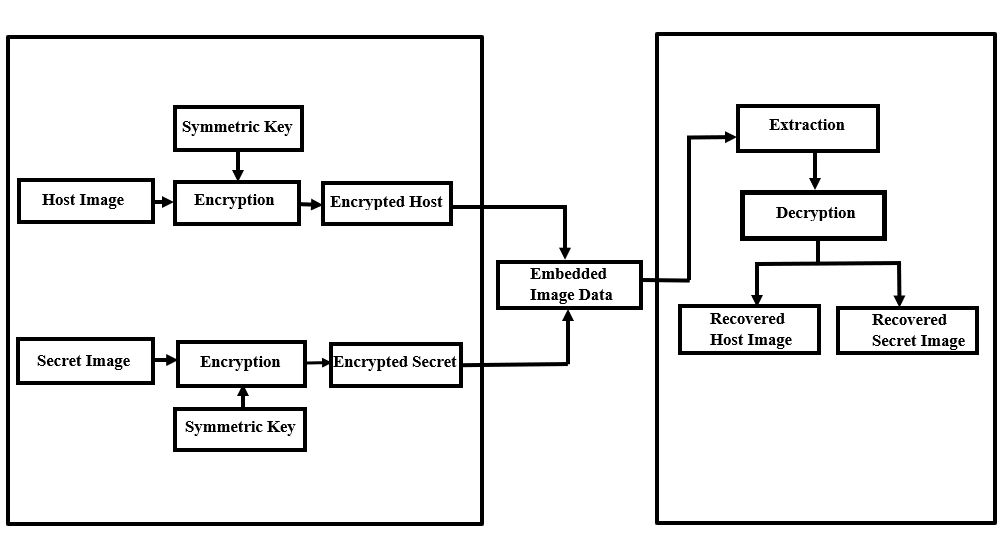 Symmetric Key
Host Image
Encryption
Encrypted Host
Secret Image
Encryption
Encrypted Secret
Symmetric Key
Embedded
Image Data
Extraction
Decryption
Recovered
Host Image
Recovered
Secret Image